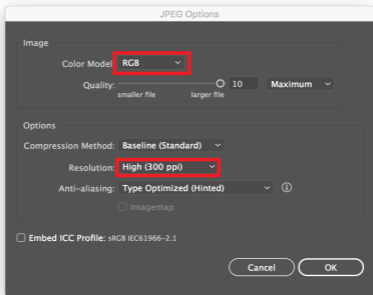 JPEG Options
Image
Color Model: RGB
Quality: 10 Maximum
smaller file larger file
Options
Compression Method: Baseline (Standard)
Resolution: High (300 ppi)
Anti-aliasing: Type Optimized (Hinted)
Imagemap
Embed ICC Profile: sRGB IEC61966-2.1
Cancel OK